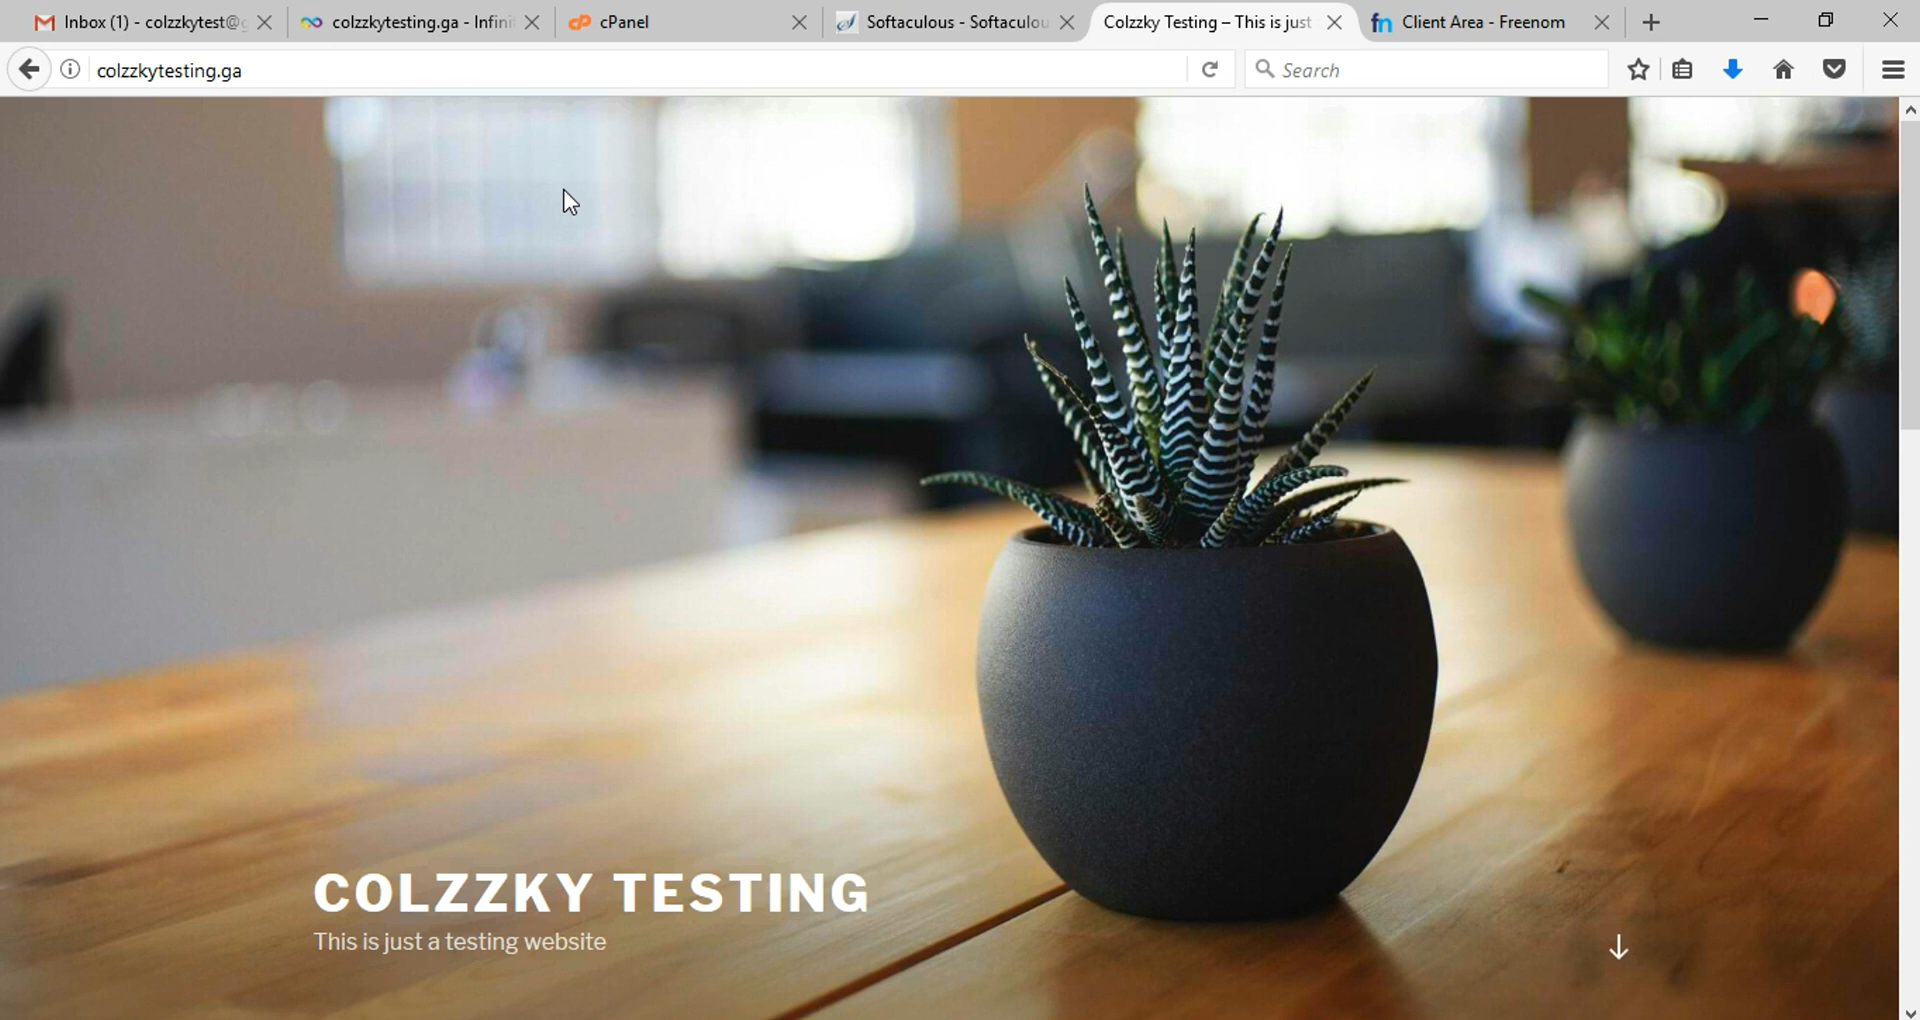 Inbox (1) - colzzkytest@g
colzzkytesting.ga - Infini
cPanel
Softaculous - Softaculou
Colzzky Testing – This is just
Client Area - Freenom
colzzkytesting.ga
Search
COLZZKY TESTING
This is just a testing website